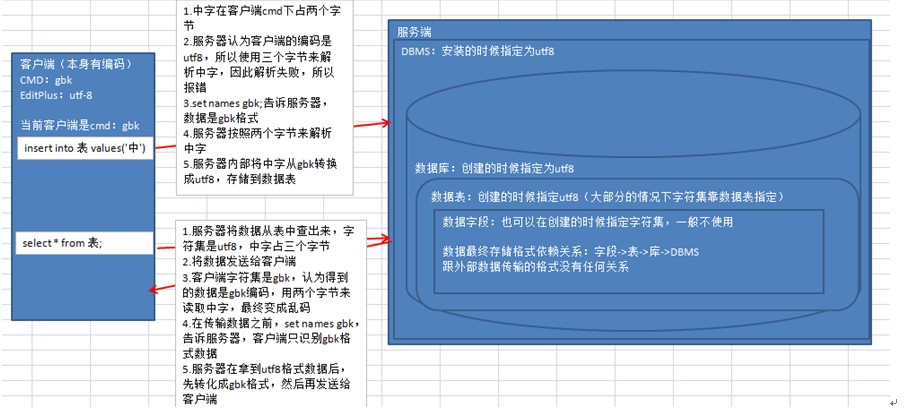 客户端（本身有编码）
CMD：gbk
EditPlus：utf-8
当前客户端是cmd：gbk
insert into 表 values('中')
select * from 表;
1.中字在客户端cmd下占两个字
节
2.服务器认为客户端的编码是
utf8，所以使用三个字节来解
析中字，因此解析失败，所以
报错
3.set names gbk;告诉服务器，
数据是gbk格式
4.服务器按照两个字节来解析
中字
5.服务器内部将中字从gbk转换
成utf8，存储到数据表
1.服务器将数据从表中查出来，字
符集是utf8，中字占三个字节
2.将数据发送给客户端
3.客户端字符集是gbk，认为得到
的数据是gbk编码，用两个字节来
读取中字，最终变成乱码
4.在传输数据之前，set names gbk，
告诉服务器，客户端只识别gbk格
式数据
5.服务器在拿到utf8格式数据后，
先转化成gbk格式，然后再发送给
客户端
服务端
DBMS：安装的时候指定为utf8
数据库：创建的时候指定为utf8
数据表：创建的时候指定utf8（大部分的情况下字符集靠数据表指定）
数据字段：也可以在创建的时候指定字符集，一般不使用
数据最终存储格式依赖关系：字段->表->库->DBMS
跟外部数据传输的格式没有任何关系